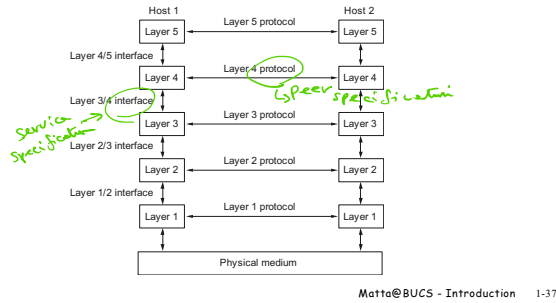 Host 1 Host 2
Layer 5 Layer 5 protocol Layer 5
Layer 4/5 interface
Layer 4 Layer 4 protocol Layer 4
Layer 3/4 interface peer specification
service
specification
Layer 3 Layer 3 protocol Layer 3
Layer 2/3 interface
Layer 2 Layer 2 protocol Layer 2
Layer 1/2 interface
Layer 1 Layer 1 protocol Layer 1
Physical medium
Matta@BUCS - Introduction 1-37